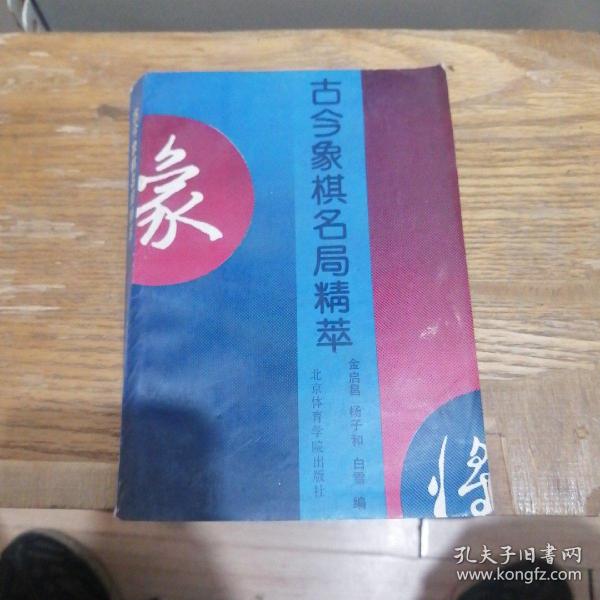 象
古今象棋名局精萃
金启昌 杨子和 白雪 编
北京体育学院出版社
将
孔夫子旧书网
www.kongfz.com